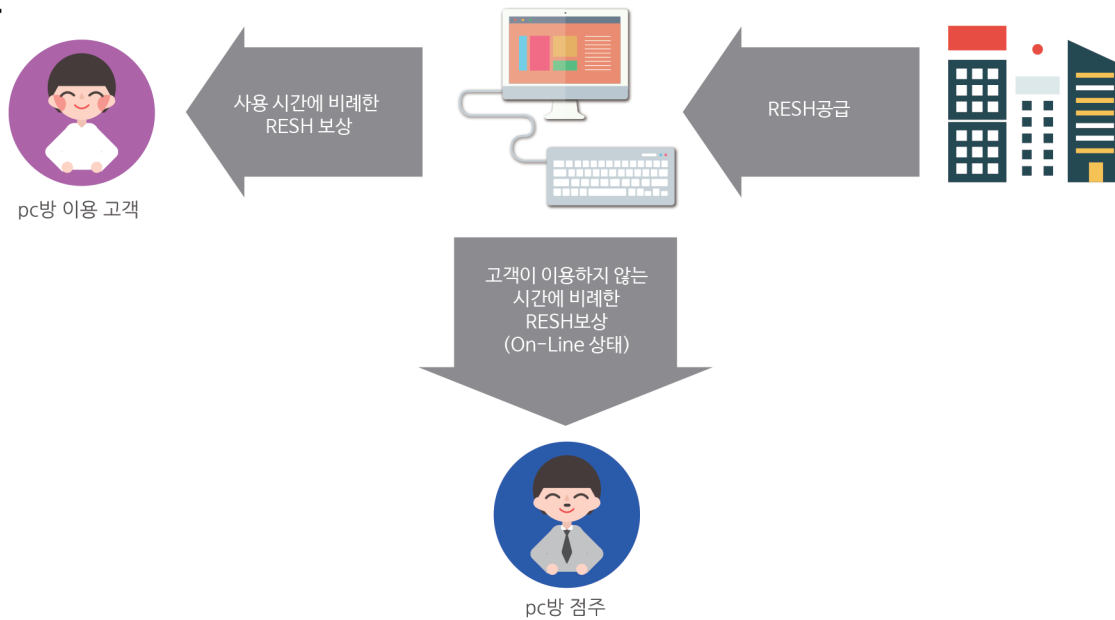 사용 시간에 비례한
RESH 보상
RESH공급
pc방 이용 고객
고객이 이용하지 않는
시간에 비례한
RESH보상
(On-Line 상태)
pc방 점주